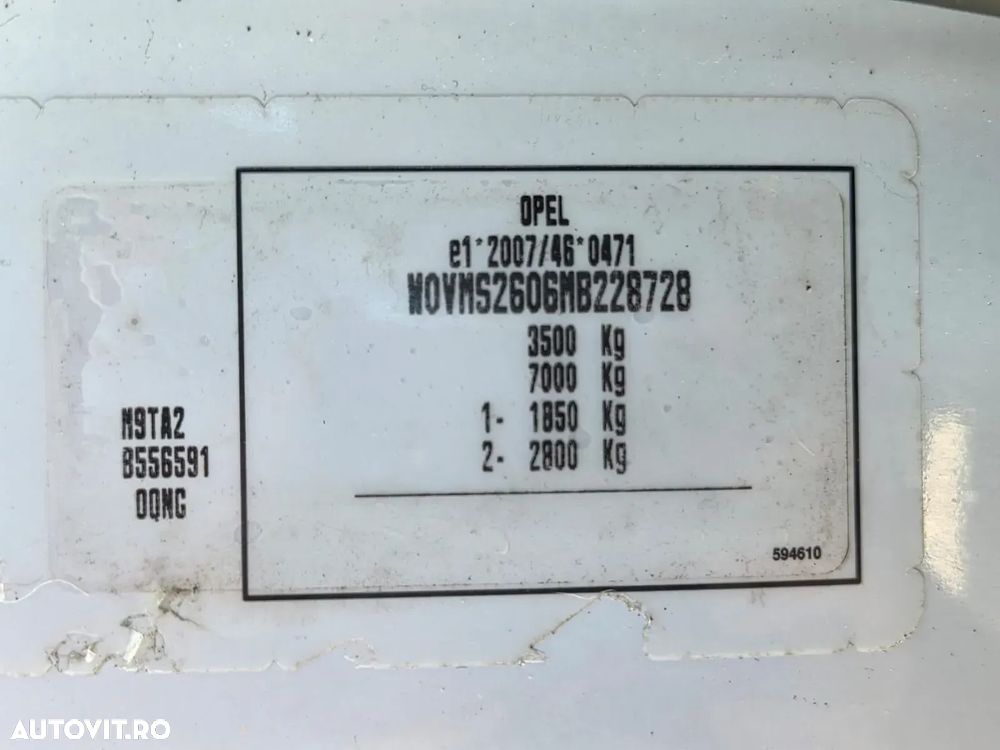 OPEL
e1*2007/46*0471
W0VMS2606MB228728
3500 Kg
7000 Kg
1- 1850 Kg
2- 2800 Kg
M9TA2
B556591
0QNG
594610
AUTOVIT.RO